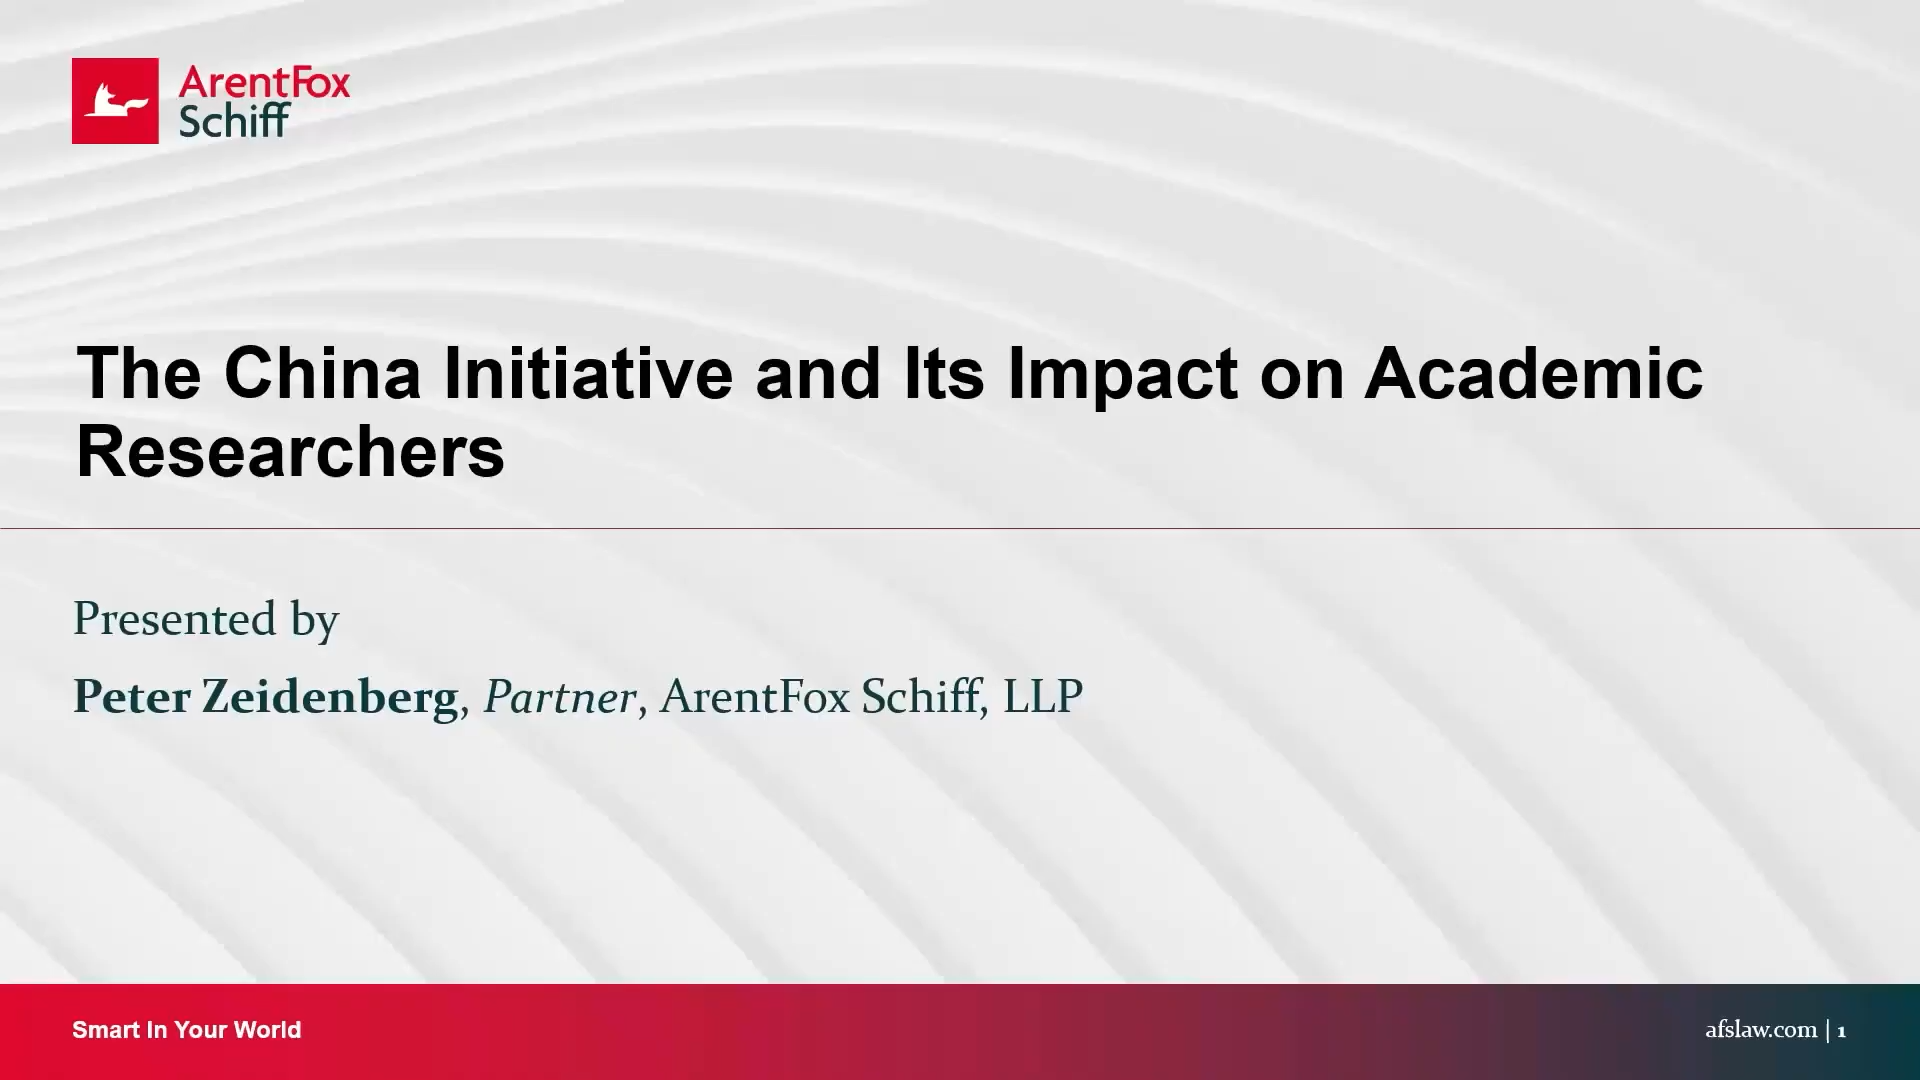 ArentFox
Schiff
The China Initiative and Its Impact on Academic
Researchers
Presented by
Peter Zeidenberg, Partner, ArentFox Schiff, LLP
Smart In Your World
afslaw.com | 1